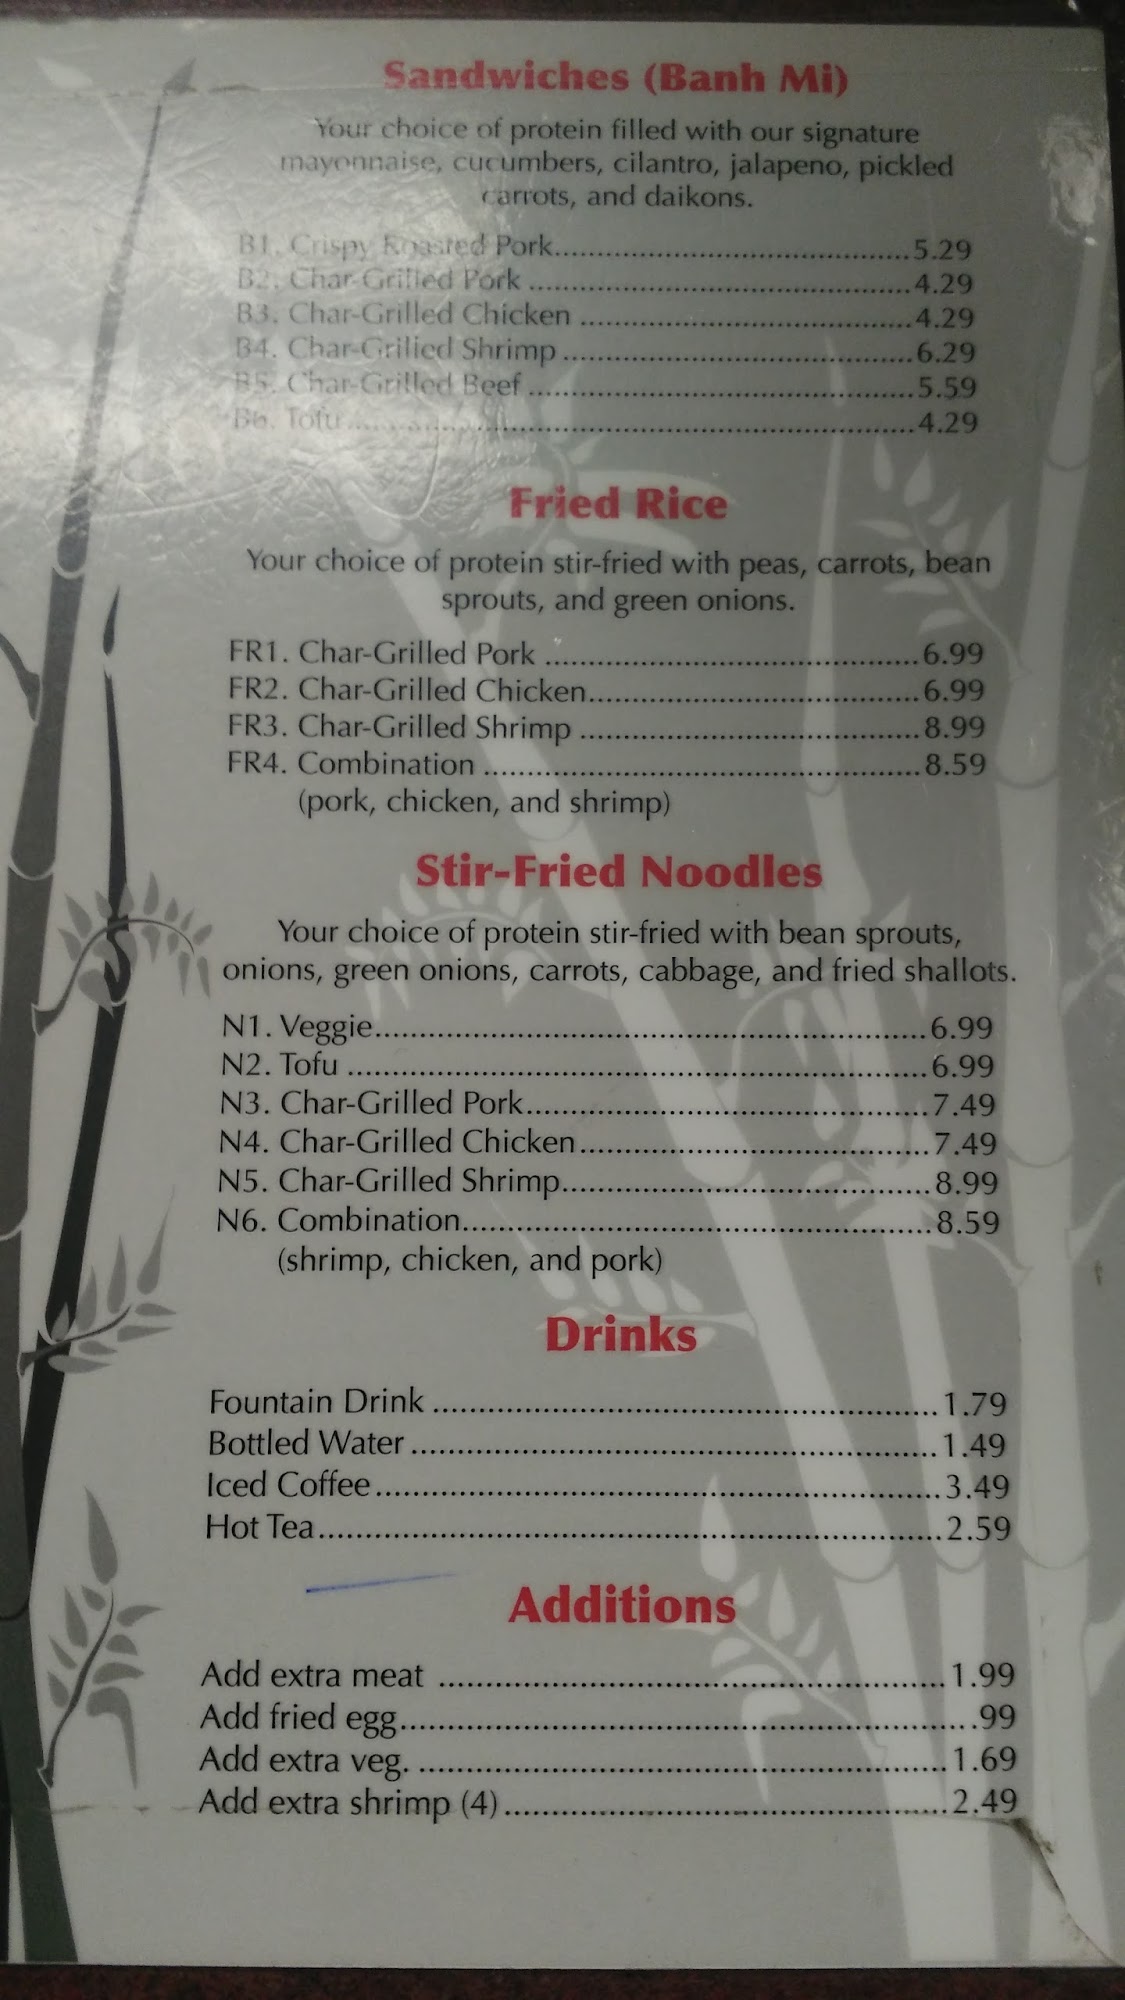 Sandwiches (Banh Mi)
Your choice of protein filled with our signature
mayonnaise, cucumbers, cilantro, jalapeno, pickled
carrots, and daikons.
B1. Crispy Roasted Pork..........................................5.29
B2. Char-Grilled Pork .............................................4.29
B3. Char-Grilled Chicken .......................................4.29
B4. Char-Grilled Shrimp .........................................6.29
B5. Char-Grilled Beef .............................................5.59
B6. Tofu ..................................................................4.29
Fried Rice
Your choice of protein stir-fried with peas, carrots, bean
sprouts, and green onions.
FR1. Char-Grilled Pork ............................................6.99
FR2. Char-Grilled Chicken.......................................6.99
FR3. Char-Grilled Shrimp ........................................8.99
FR4. Combination ...................................................8.59
(pork, chicken, and shrimp)
Stir-Fried Noodles
Your choice of protein stir-fried with bean sprouts,
onions, green onions, carrots, cabbage, and fried shallots.
N1. Veggie................................................................6.99
N2. Tofu ...................................................................6.99
N3. Char-Grilled Pork..............................................7.49
N4. Char-Grilled Chicken........................................7.49
N5. Char-Grilled Shrimp..........................................8.99
N6. Combination.....................................................8.59
(shrimp, chicken, and pork)
Drinks
Fountain Drink .........................................................1.79
Bottled Water ...........................................................1.49
Iced Coffee...............................................................3.49
Hot Tea.....................................................................2.59
Additions
Add extra meat .........................................................1.99
Add fried egg..............................................................99
Add extra veg. ..........................................................1.69
Add extra shrimp (4).................................................2.49